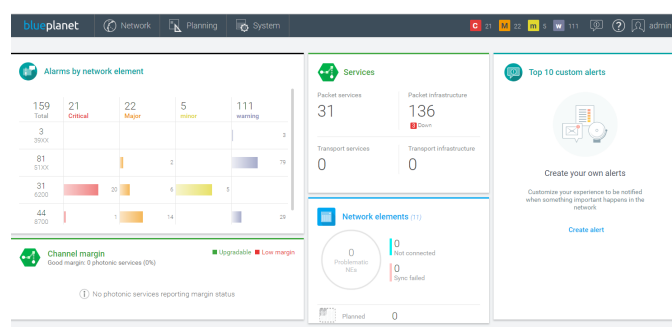 blueplanet Network Planning System C 21 M 22 m 5 w 111 ? admin
Alarms by network element
159 21 22 5 111
Total Critical Major minor warning
3 3
39XX
81 2 79
51XX
31 20 6 5
6200
44 1 14 29
8700
Channel margin
Good margin: 0 photonic services (0%)
Upgradable Low margin
No photonic services reporting margin status
Services
Packet services Packet infrastructure
31 136
3 Down
Transport services Transport infrastructure
0 0
Network elements (11)
0
Problematic
NEs
0
Not connected
0
Sync failed
Planned 0
Top 10 custom alerts
Create your own alerts
Customize your experience to be notified
when something important happens in the
network
Create alert